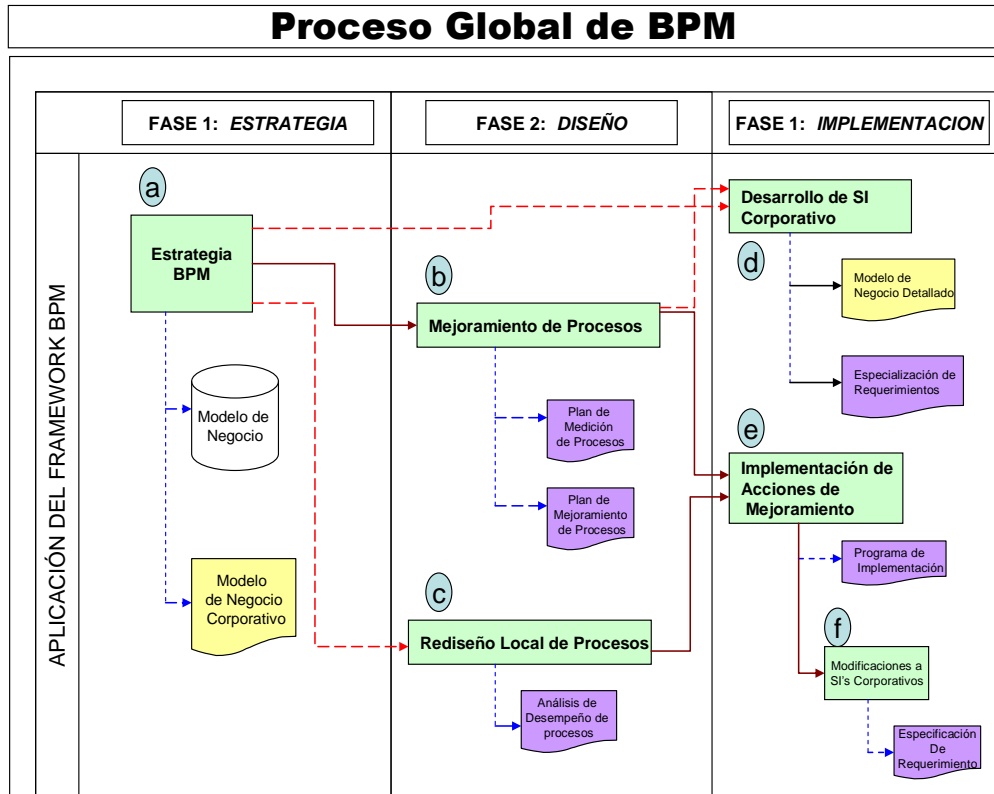 Proceso Global de BPM
APLICACIÓN DEL FRAMEWORK BPM
FASE 1: ESTRATEGIA
FASE 2: DISEÑO
FASE 1: IMPLEMENTACION
a
Estrategia
BPM
Modelo de
Negocio
Modelo
de Negocio
Corporativo
b
Mejoramiento de Procesos
Plan de
Medición
de Procesos
Plan de
Mejoramiento
de Procesos
c
Rediseño Local de Procesos
Análisis de
Desempeño de
procesos
Desarrollo de SI
Corporativo
d
Modelo de
Negocio Detallado
Especialización de
Requerimientos
e
Implementación de
Acciones de
Mejoramiento
Programa de
Implementación
f
Modificaciones a
SI's Corporativos
Especificación
De
Requerimiento